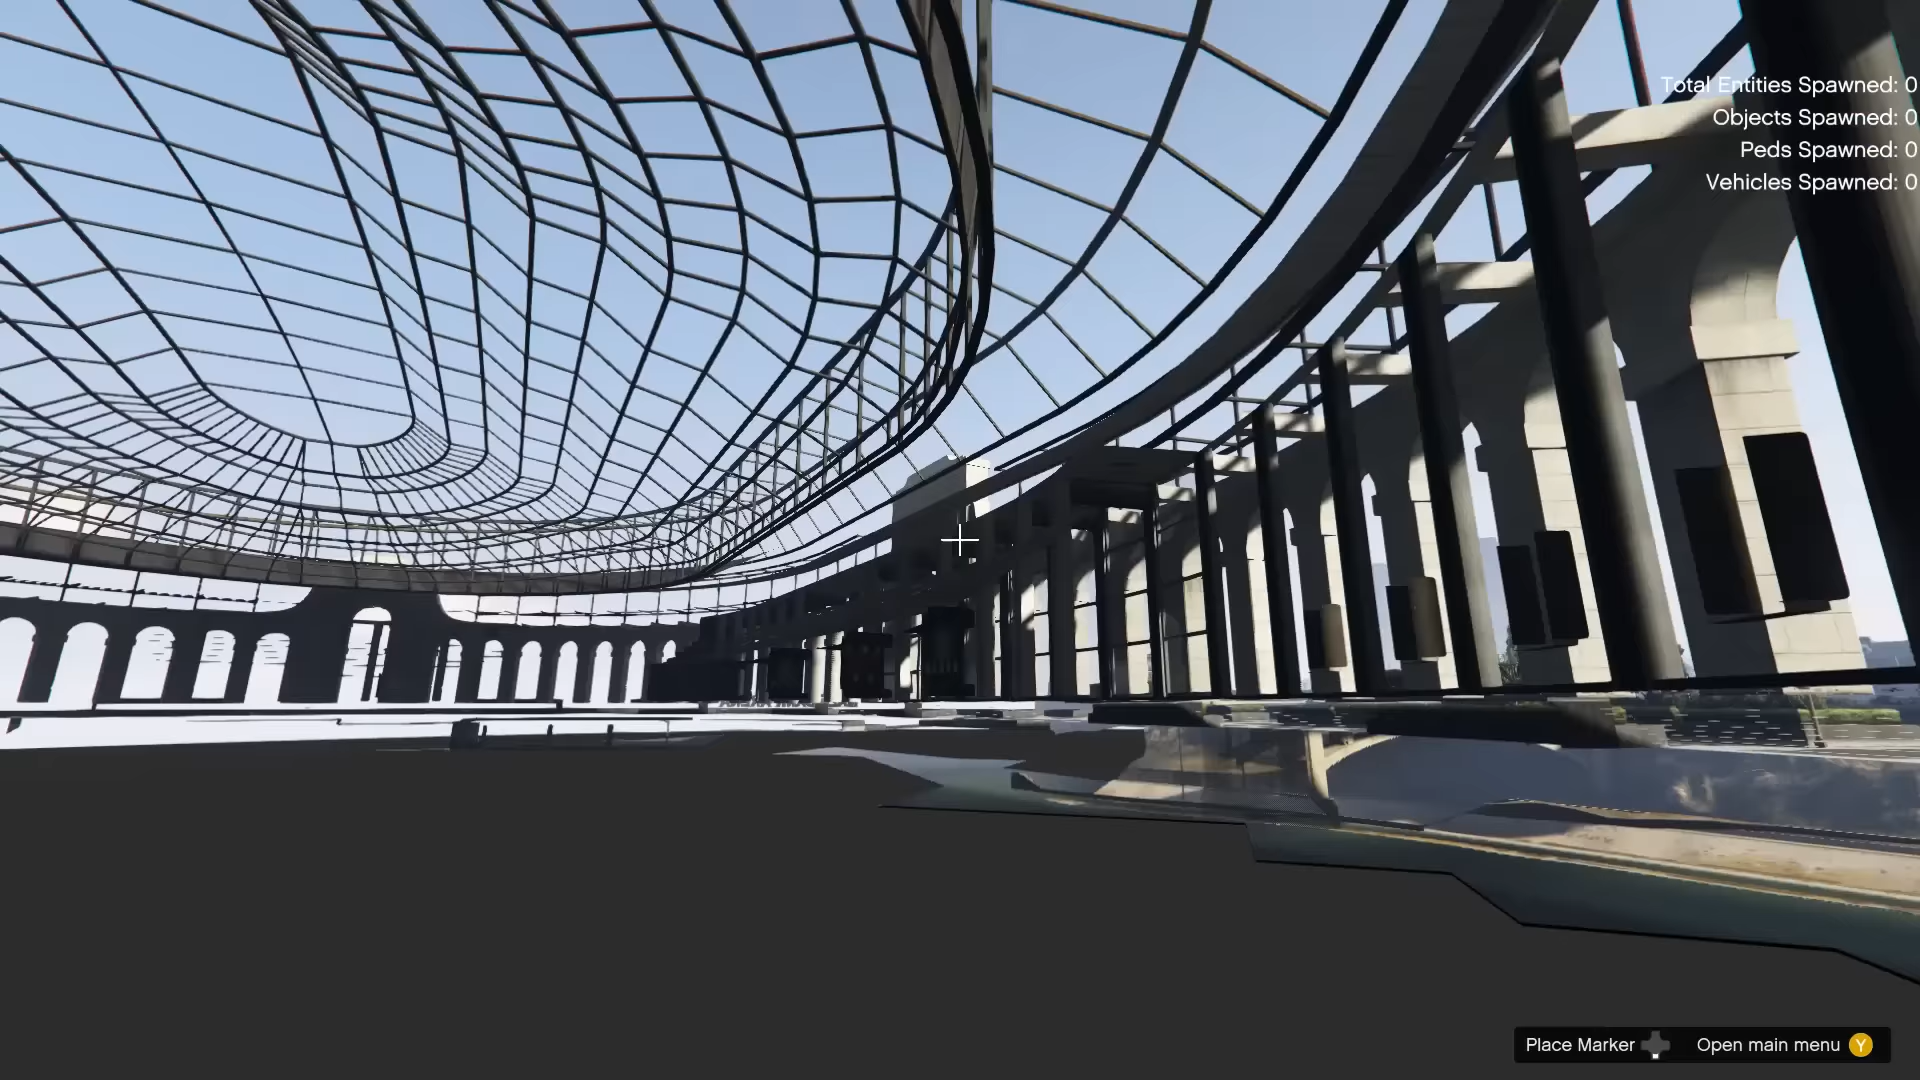 Total Entities Spawned: 0
Objects Spawned: 0
Peds Spawned: 0
Vehicles Spawned: 0
Place Marker
Open main menu Y